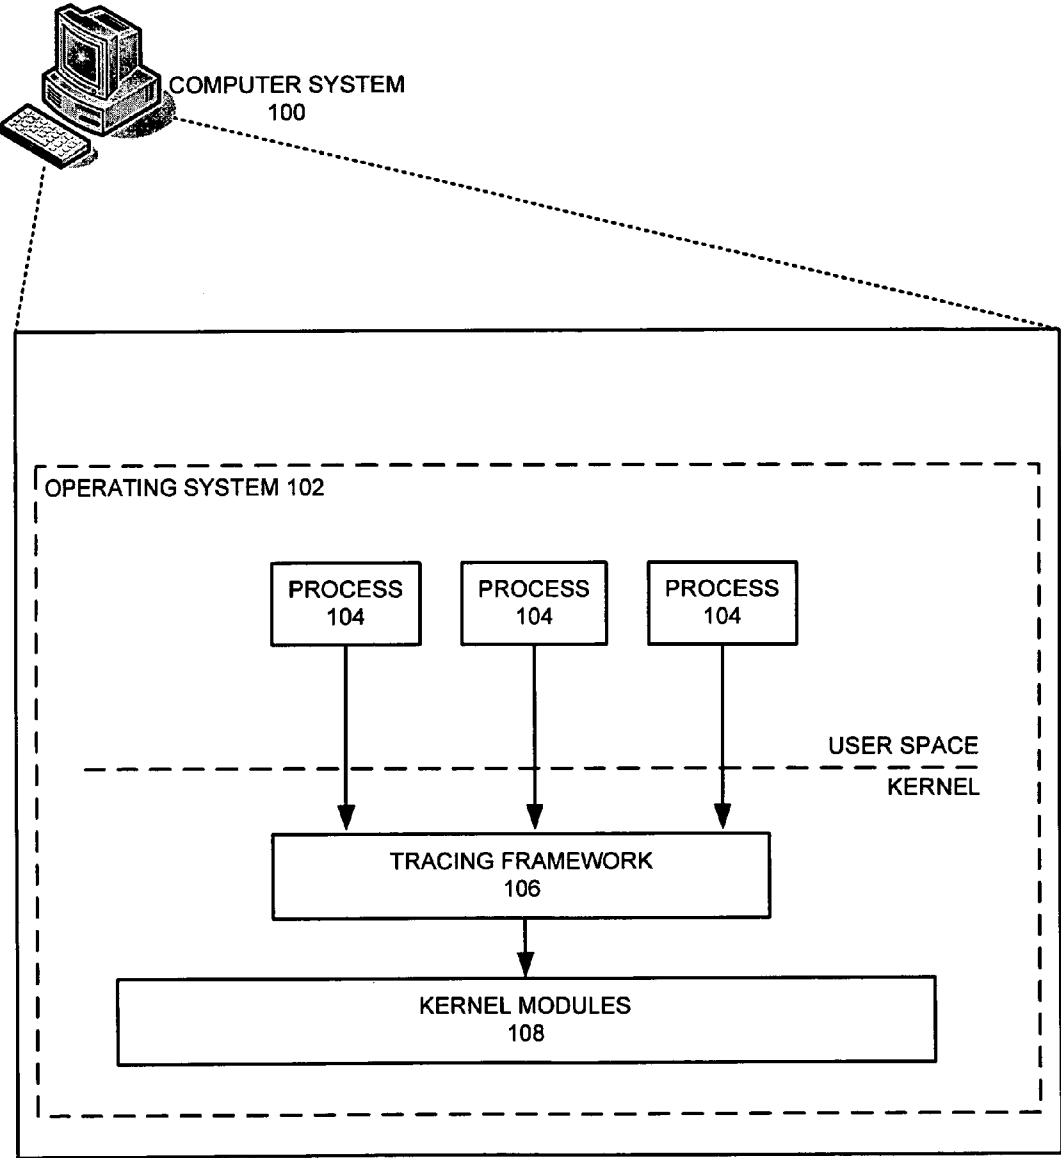 COMPUTER SYSTEM
100
OPERATING SYSTEM 102
PROCESS
104
PROCESS
104
PROCESS
104
USER SPACE
KERNEL
TRACING FRAMEWORK
106
KERNEL MODULES
108